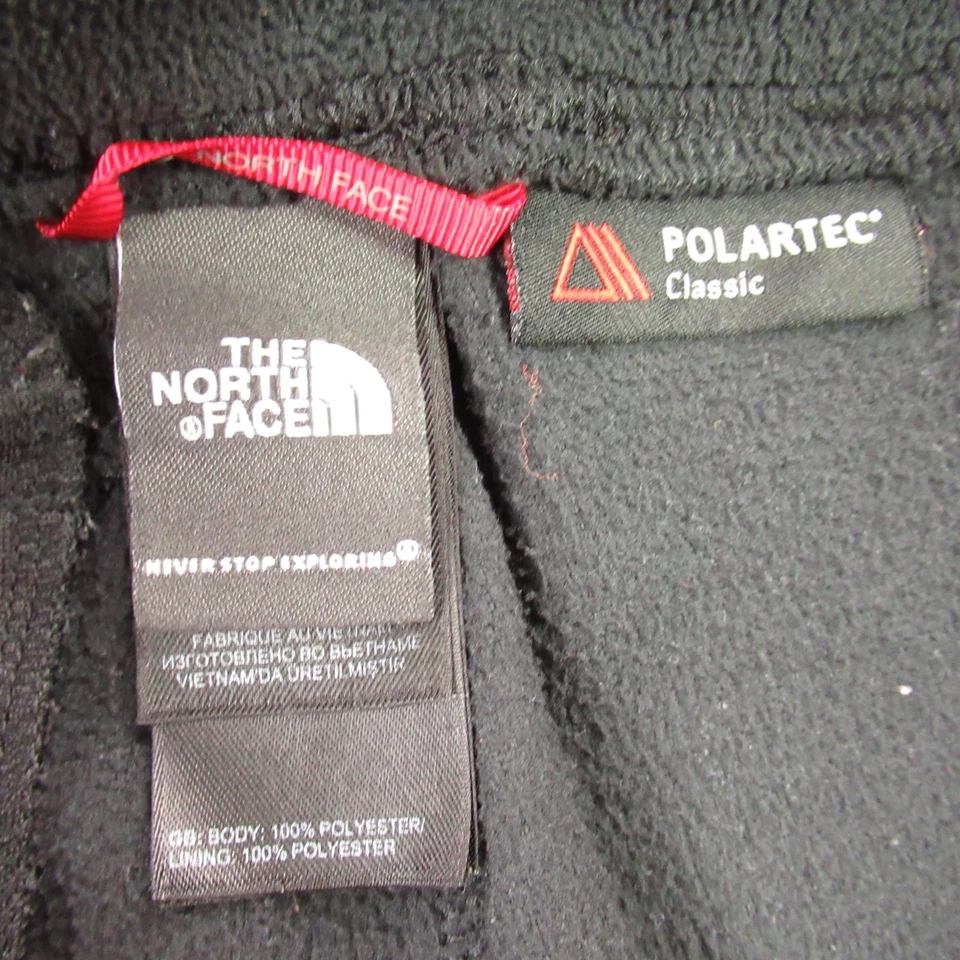 NORTH FACE
POLARTEC®
Classic
THE
NORTH
®FACE
NEVER STOP EXPLORING®
FABRIQUE AU VIETNAM
ИЗГОТОВЛЕНО ВО ВЬЕТНАМЕ
VIETNAM'DA ÜRETILMIŞTIR
GB: BODY: 100% POLYESTER/
LINING: 100% POLYESTER